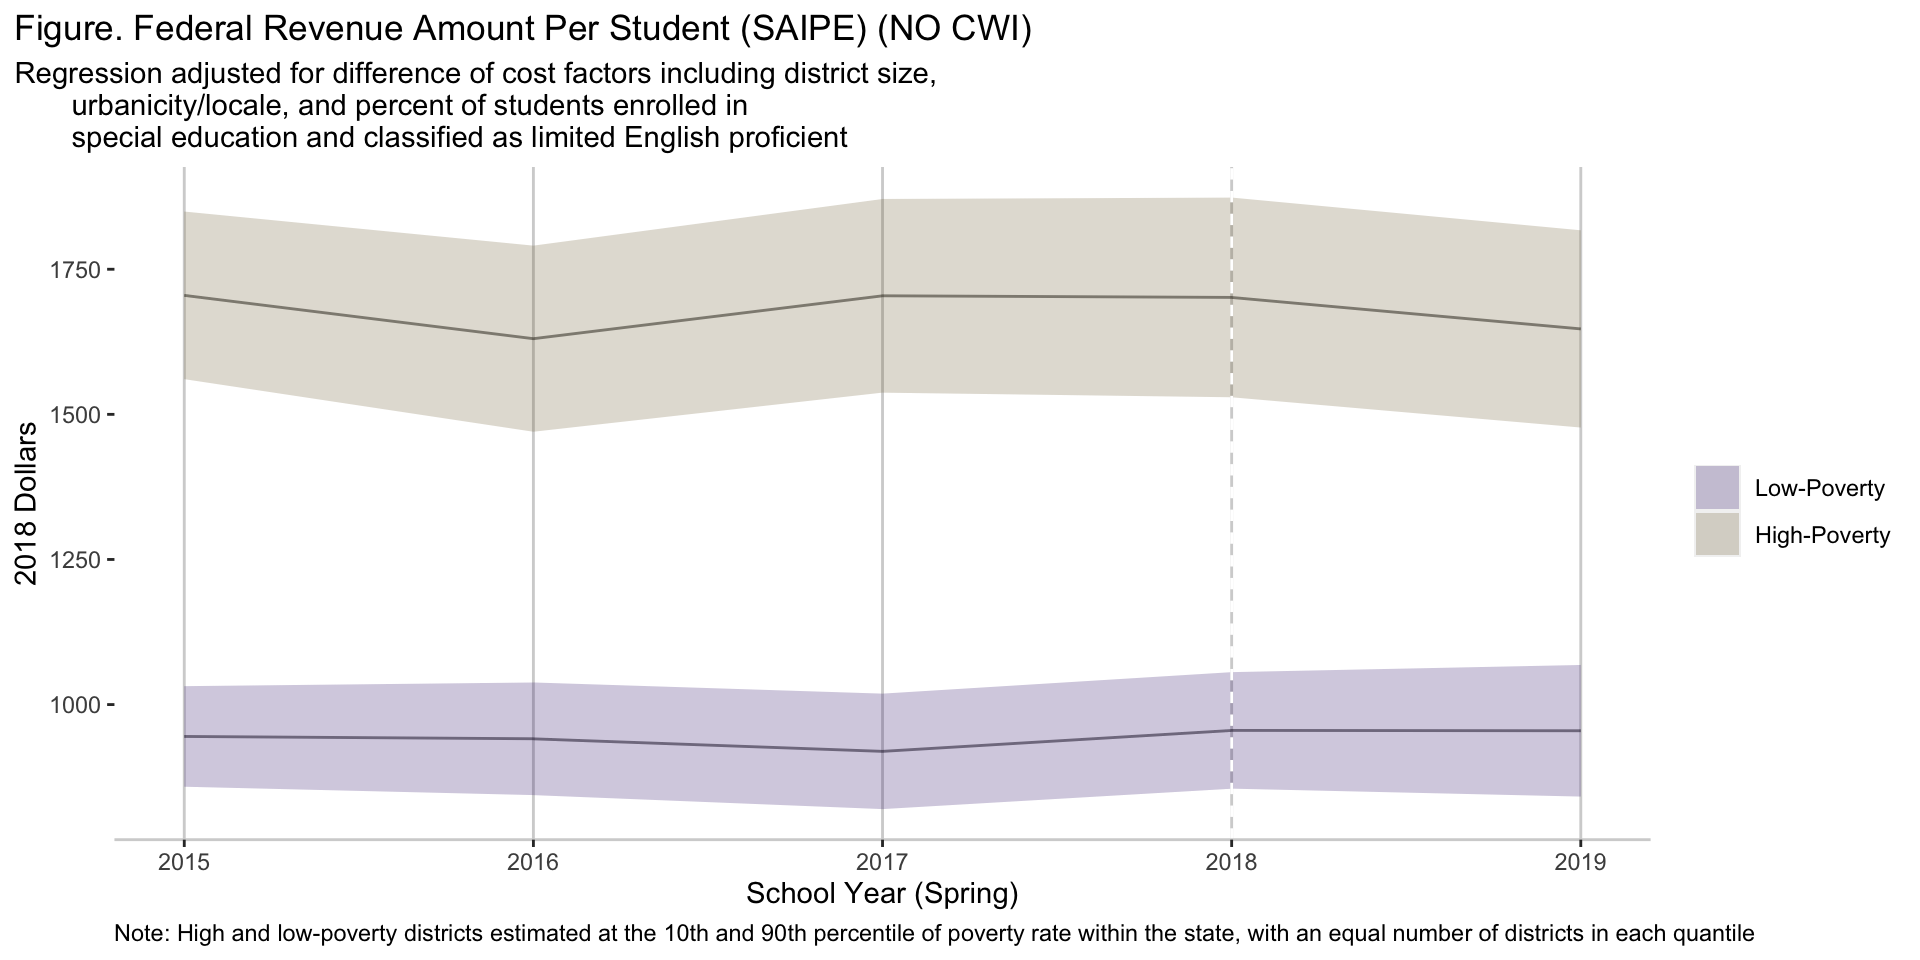 Figure. Federal Revenue Amount Per Student (SAIPE) (NO CWI)
Regression adjusted for difference of cost factors including district size,
urbanicity/locale, and percent of students enrolled in
special education and classified as limited English proficient
2018 Dollars
1750
1500
1250
1000
Low-Poverty
High-Poverty
2015 2016 2017 2018 2019
School Year (Spring)
Note: High and low-poverty districts estimated at the 10th and 90th percentile of poverty rate within the state, with an equal number of districts in each quantile